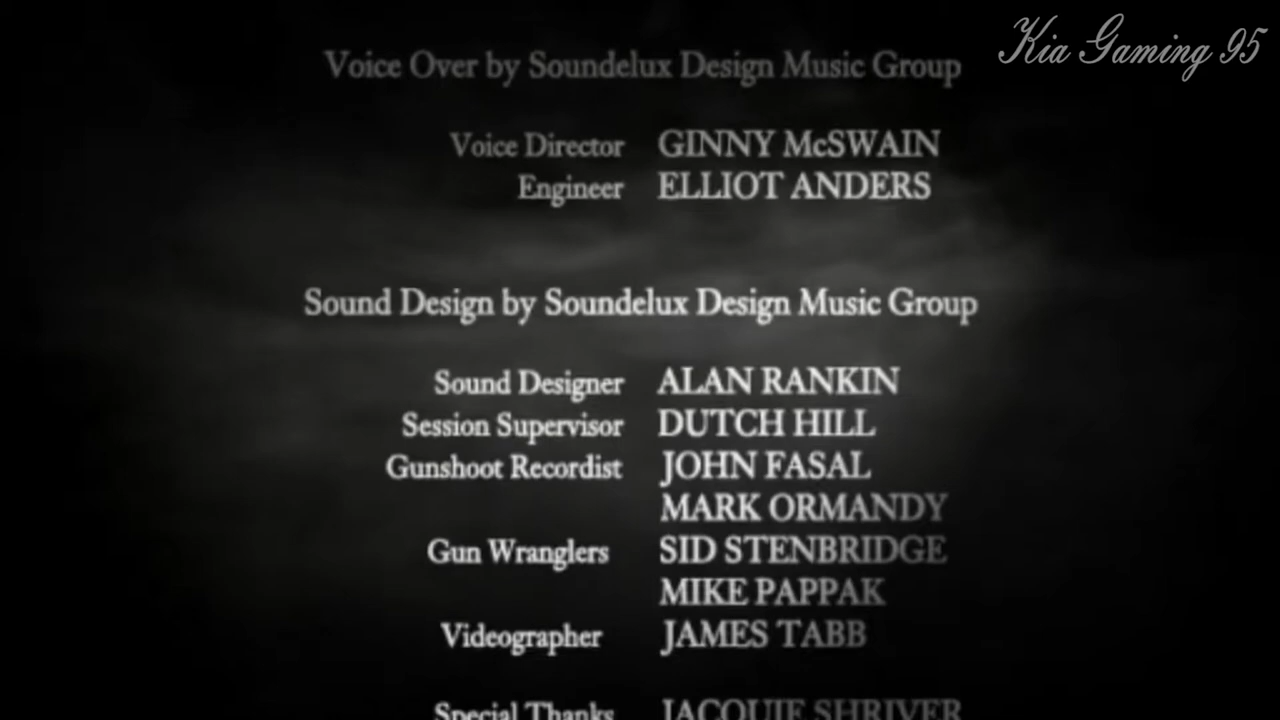 Kia Gaming 95
Voice Over by Soundelux Design Music Group
Voice Director GINNY McSWAIN
Engineer ELLIOT ANDERS
Sound Design by Soundelux Design Music Group
Sound Designer ALAN RANKIN
Session Supervisor DUTCH HILL
Gunshoot Recordist JOHN FASAL
MARK ORMANDY
Gun Wranglers SID STENBRIDGE
MIKE PAPPAK
Videographer JAMES TABB
Special Thanks JACQUIE SHRIVER